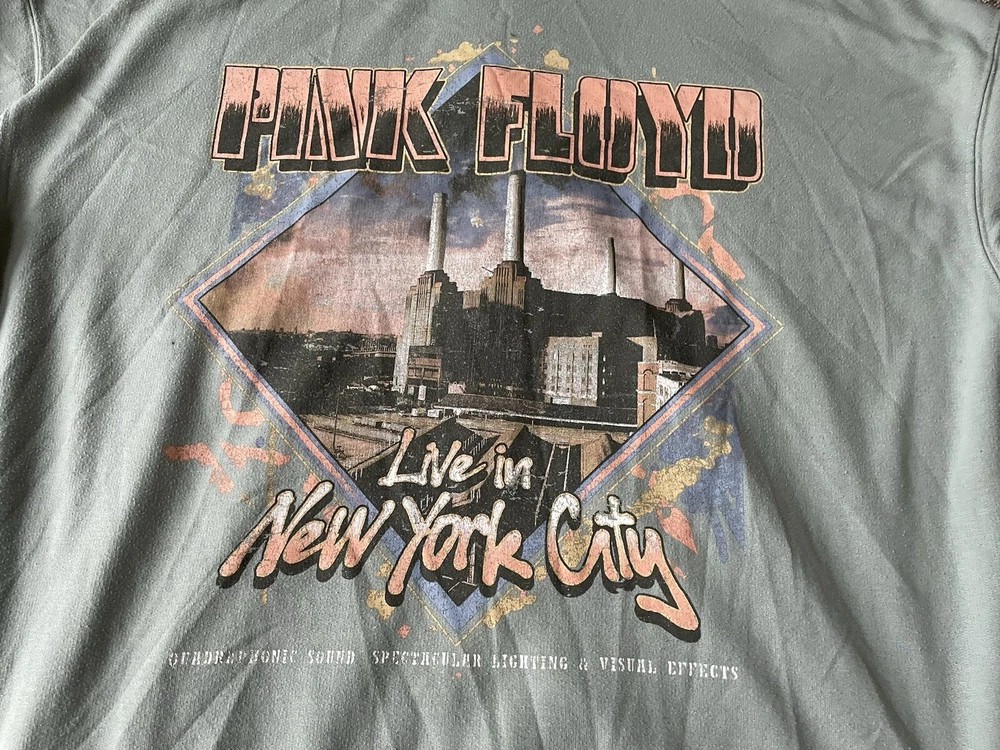 PINK FLOYD
Live in
New York City
QUADRAPHONIC SOUND SPECTACULAR LIGHTING & VISUAL EFFECTS